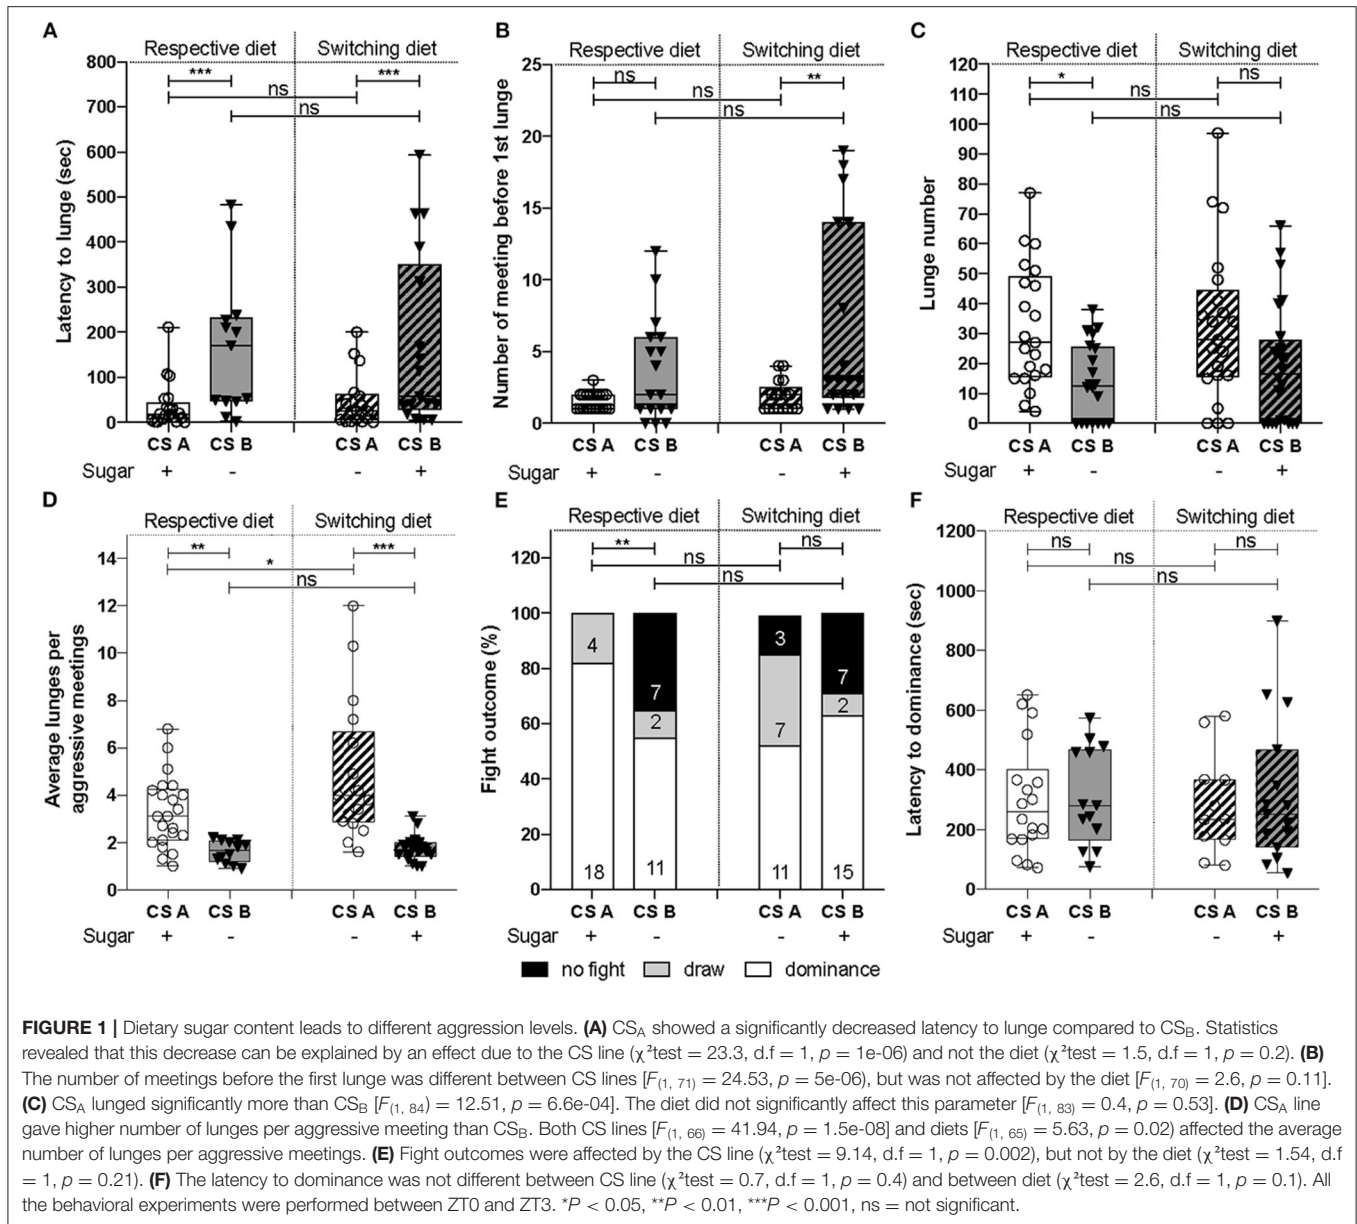 A
Respective diet Switching diet
***
***
ns
ns
Latency to lunge (sec)
800
700
600
500
400
300
200
100
0
CS A CS B CS A CS B
Sugar + - - +
B
Respective diet Switching diet
ns
**
ns
ns
Number of meeting before 1st lunge
25
20
15
10
5
0
CS A CS B CS A CS B
Sugar + - - +
C
Respective diet Switching diet
*
ns
ns
ns
Lunge number
120
110
100
90
80
70
60
50
40
30
20
10
0
CS A CS B CS A CS B
Sugar + - - +
D
Respective diet Switching diet
**
***
*
ns
Average lunges per
aggressive meetings
14
12
10
8
6
4
2
0
CS A CS B CS A CS B
Sugar + - - +
E
Respective diet Switching diet
**
ns
ns
ns
Fight outcome (%)
120
100
80
60
40
20
0
4
18
7
2
11
3
7
11
7
2
15
CS A CS B CS A CS B
Sugar + - - +
no fight draw dominance
F
Respective diet Switching diet
ns
ns
ns
ns
Latency to dominance (sec)
1200
1000
800
600
400
200
0
CS A CS B CS A CS B
Sugar + - - +
FIGURE 1 | Dietary sugar content leads to different aggression levels. (A) CSA showed a significantly decreased latency to lunge compared to CSB. Statistics
revealed that this decrease can be explained by an effect due to the CS line (χ²test = 23.3, d.f = 1, p = 1e-06) and not the diet (χ²test = 1.5, d.f = 1, p = 0.2). (B)
The number of meetings before the first lunge was different between CS lines [F(1, 71) = 24.53, p = 5e-06), but was not affected by the diet [F(1, 70) = 2.6, p = 0.11].
(C) CSA lunged significantly more than CSB [F(1, 84) = 12.51, p = 6.6e-04]. The diet did not significantly affect this parameter [F(1, 83) = 0.4, p = 0.53]. (D) CSA line
gave higher number of lunges per aggressive meeting than CSB. Both CS lines [F(1, 66) = 41.94, p = 1.5e-08] and diets [F(1, 65) = 5.63, p = 0.02) affected the average
number of lunges per aggressive meetings. (E) Fight outcomes were affected by the CS line (χ²test = 9.14, d.f = 1, p = 0.002), but not by the diet (χ²test = 1.54, d.f
= 1, p = 0.21). (F) The latency to dominance was not different between CS line (χ²test = 0.7, d.f = 1, p = 0.4) and between diet (χ²test = 2.6, d.f = 1, p = 0.1). All
the behavioral experiments were performed between ZT0 and ZT3. *P < 0.05, **P < 0.01, ***P < 0.001, ns = not significant.